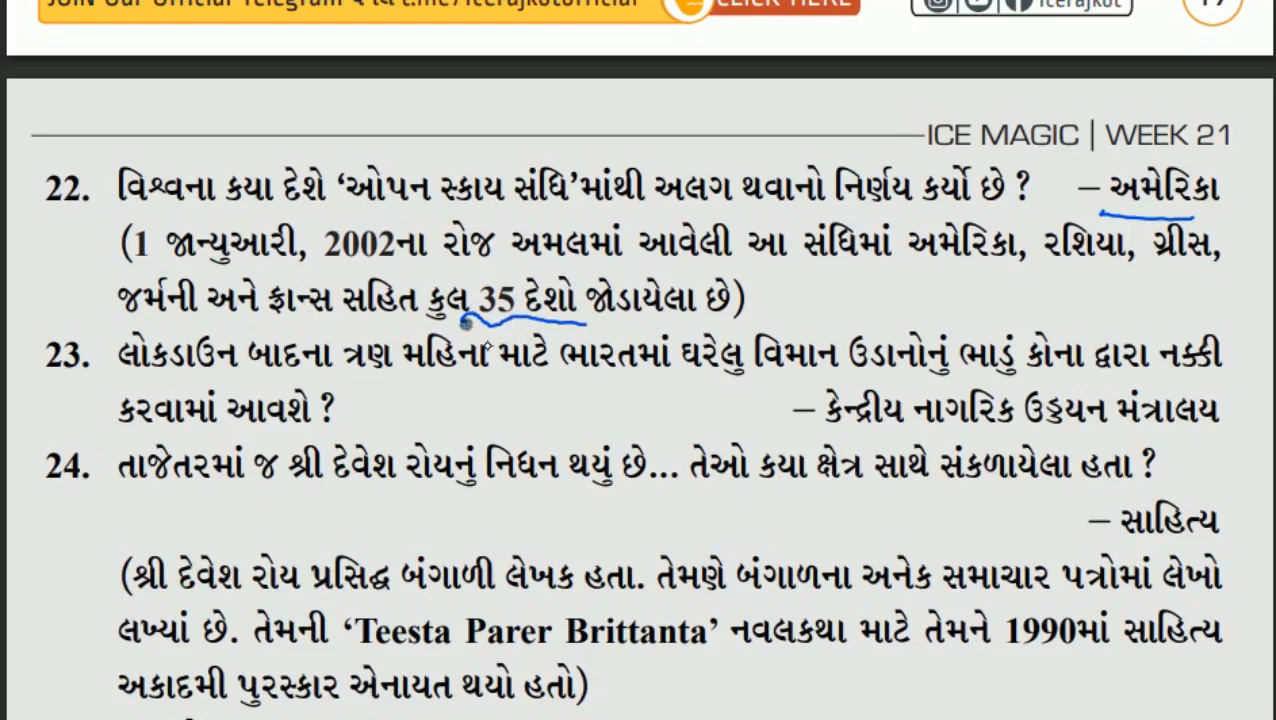 CLICK HERE
icerajkot
ICE MAGIC | WEEK 21
22. વિશ્વના કયા દેશે ‘ઓપન સ્કાય સંધિ’માંથી અલગ થવાનો નિર્ણય કર્યો છે ? – અમેરિકા
(1 જાન્યુઆરી, 2002ના રોજ અમલમાં આવેલી આ સંધિમાં અમેરિકા, રશિયા, ગ્રીસ,
જર્મની અને ફ્રાન્સ સહિત કુલ 35 દેશો જોડાયેલા છે)
23. લોકડાઉન બાદના ત્રણ મહિના માટે ભારતમાં ઘરેલુ વિમાન ઉડાનોનું ભાડું કોના દ્વારા નક્કી
કરવામાં આવશે ? – કેન્દ્રીય નાગરિક ઉડ્ડયન મંત્રાલય
24. તાજેતરમાં જ શ્રી દેવેશ રોયનું નિધન થયું છે... તેઓ કયા ક્ષેત્ર સાથે સંકળાયેલા હતા ?
– સાહિત્ય
(શ્રી દેવેશ રોય પ્રસિદ્ધ બંગાળી લેખક હતા. તેમણે બંગાળના અનેક સમાચાર પત્રોમાં લેખો
લખ્યાં છે. તેમની ‘Teesta Parer Brittanta’ નવલકથા માટે તેમને 1990માં સાહિત્ય
અકાદમી પુરસ્કાર એનાયત થયો હતો)